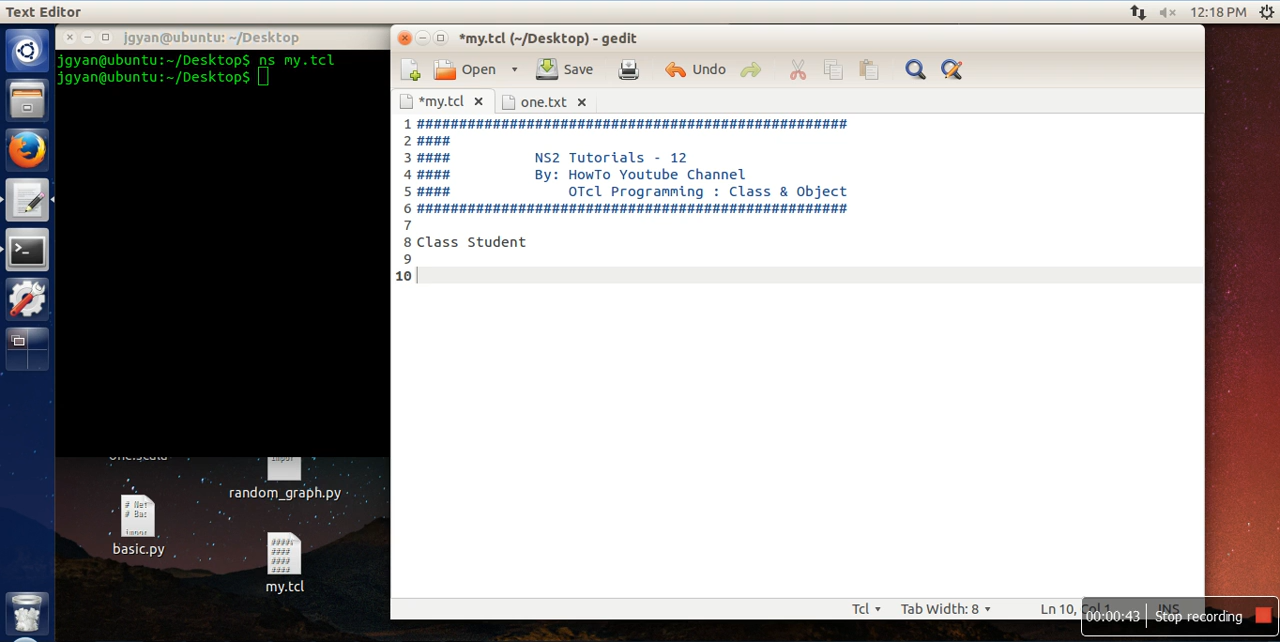 Text Editor
12:18 PM
jgyan@ubuntu: ~/Desktop
jgyan@ubuntu:~/Desktop$ ns my.tcl
jgyan@ubuntu:~/Desktop$
*my.tcl (~/Desktop) - gedit
Open
Save
Undo
*my.tcl
one.txt
1 ###################################################
2 ####
3 #### NS2 Tutorials - 12
4 #### By: HowTo Youtube Channel
5 #### OTcl Programming : Class & Object
6 ###################################################
7
8 Class Student
9
10
random_graph.py
# Net
# Bas
impor
basic.py
####
####
####
####
my.tcl
Tcl
Tab Width: 8
Ln 10, Col 1
INS
00:00:43
Stop recording